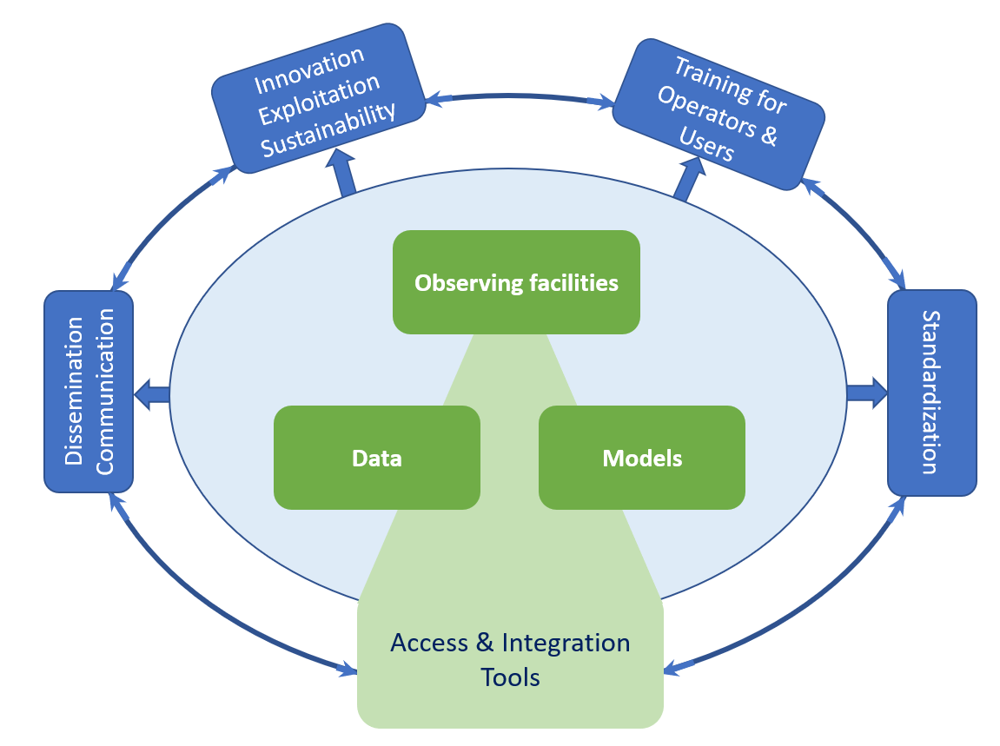 Innovation
Exploitation
Sustainability
Training for
Operators &
Users
Observing facilities
Dissemination
Communication
Data
Models
Standardization
Access & Integration
Tools